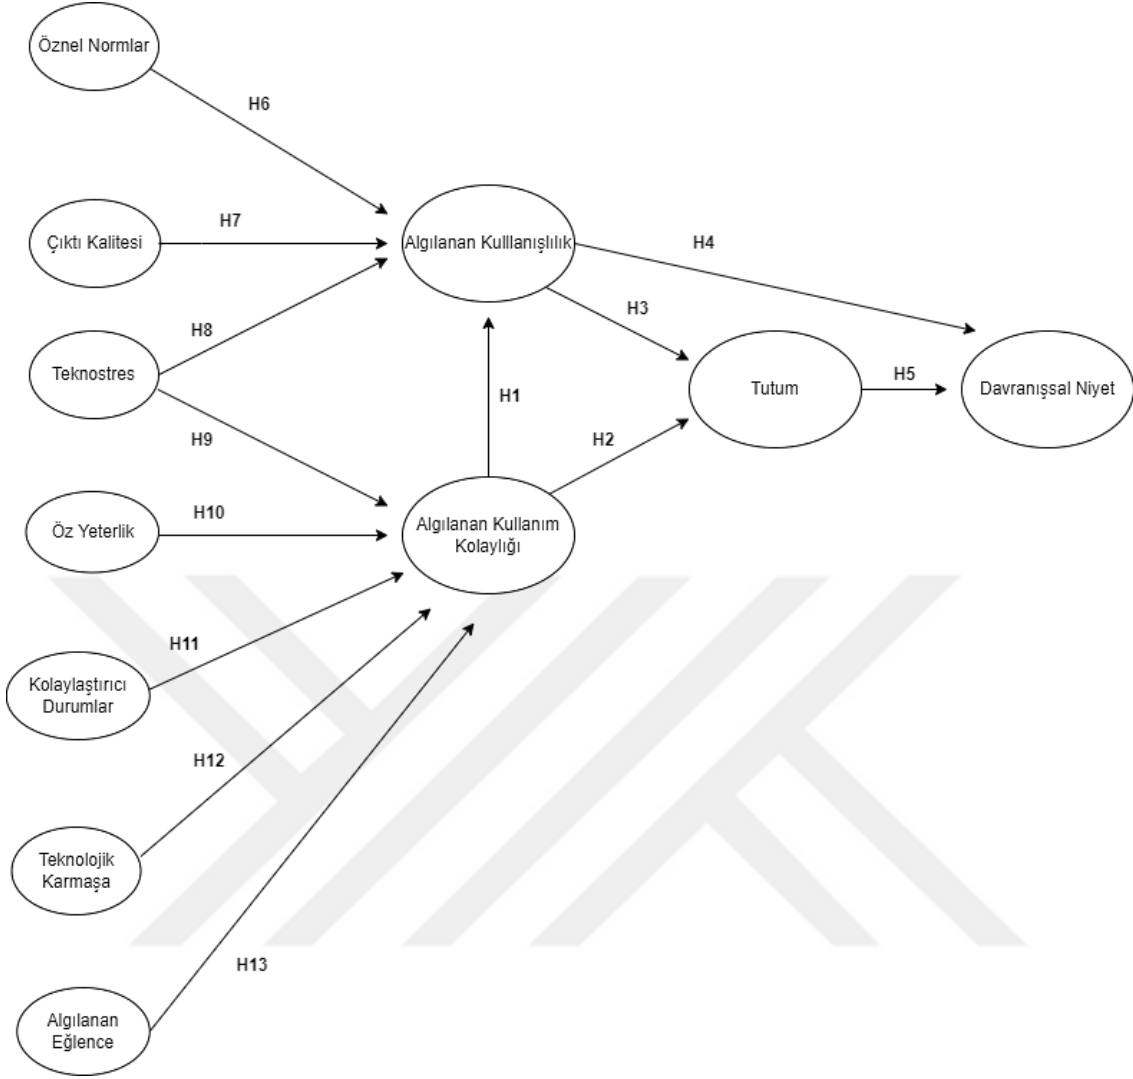 Öznel Normlar
H6
Çıktı Kalitesi
H7
Algılanan Kulllanışlılık
H4
H3
H8
Teknostres
Tutum
H5
Davranışsal Niyet
H1
H9
H2
Öz Yeterlik
H10
Algılanan Kullanım
Kolaylığı
H11
Kolaylaştırıcı
Durumlar
H12
Teknolojik
Karmaşa
H13
Algılanan
Eğlence